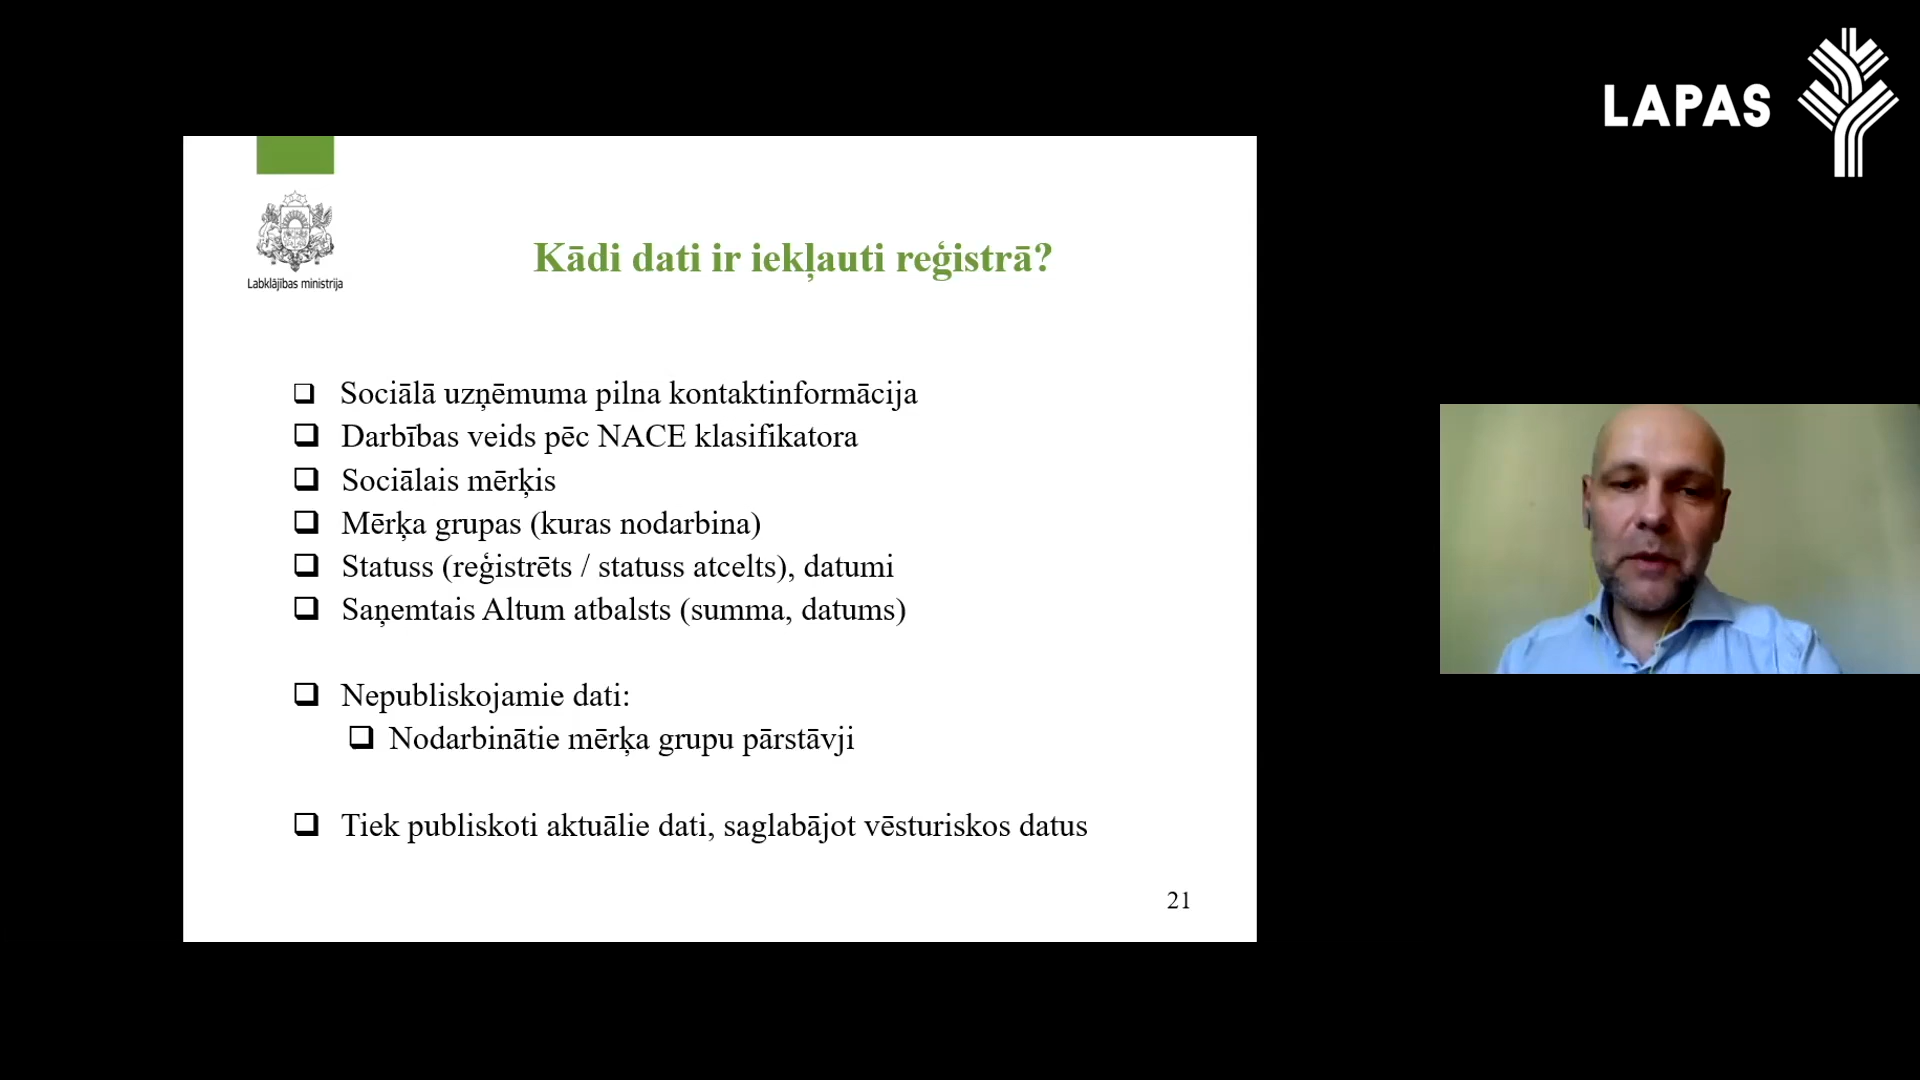 LAPAS
Labklājības ministrija
Kādi dati ir iekļauti reģistrā?
Sociālā uzņēmuma pilna kontaktinformācija
Darbības veids pēc NACE klasifikatora
Sociālais mērķis
Mērķa grupas (kuras nodarbina)
Statuss (reģistrēts / statuss atcelts), datumi
Saņemtais Altum atbalsts (summa, datums)
Nepubliskojamie dati:
Nodarbinātie mērķa grupu pārstāvji
Tiek publiskoti aktuālie dati, saglabājot vēsturiskos datus
21